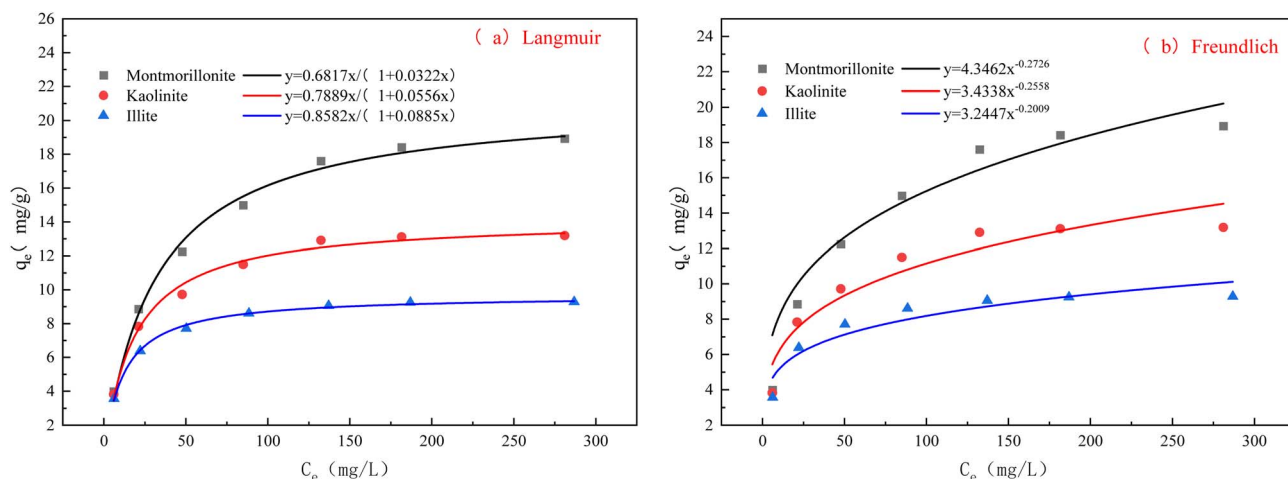 (a) Langmuir
Montmorillonite y=0.6817x/( 1+0.0322x)
Kaolinite y=0.7889x/( 1+0.0556x)
Illite y=0.8582x/( 1+0.0885x)
26
24
22
20
18
16
14
12
10
8
6
4
2
qe( mg/g)
0 50 100 150 200 250 300
Ce (mg/L)
( b) Freundlich
Montmorillonite y=4.3462x-0.2726
Kaolinite y=3.4338x-0.2558
Illite y=3.2447x-0.2009
24
22
20
18
16
14
12
10
8
6
4
2
qe( mg/g)
0 50 100 150 200 250 300
Ce (mg/L)